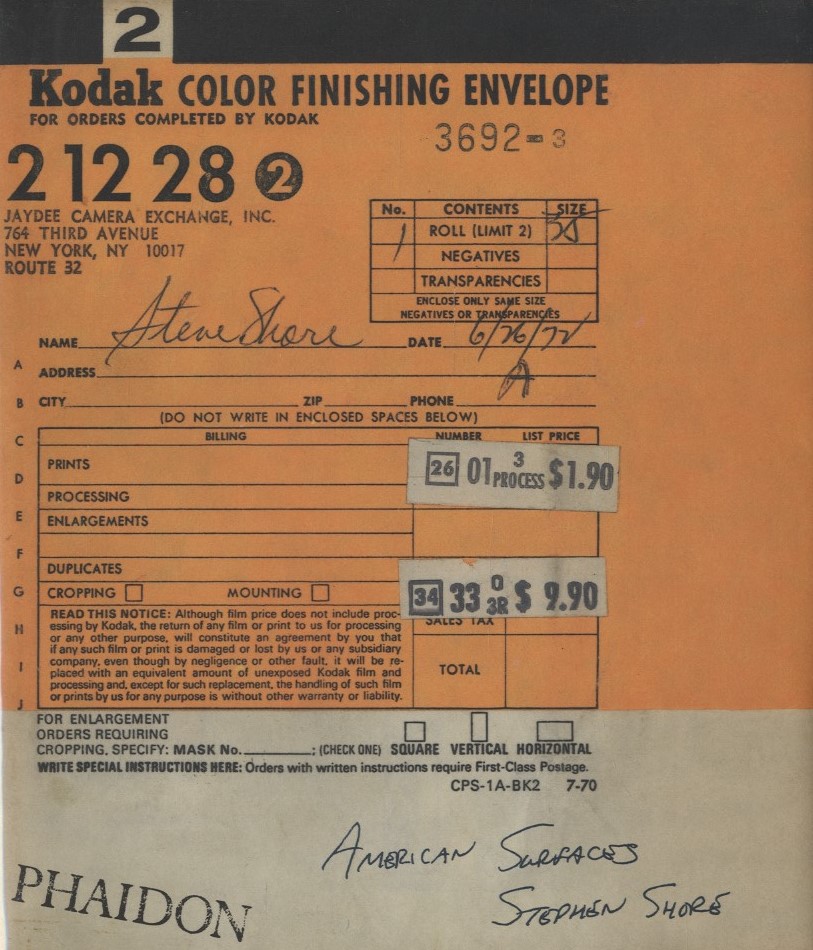 2
Kodak COLOR FINISHING ENVELOPE
FOR ORDERS COMPLETED BY KODAK
3692-3
2 12 28 2
JAYDEE CAMERA EXCHANGE, INC.
764 THIRD AVENUE
NEW YORK, NY 10017
ROUTE 32
No. CONTENTS SIZE
1 ROLL (LIMIT 2)
NEGATIVES
TRANSPARENCIES
ENCLOSE ONLY SAME SIZE
NEGATIVES OR TRANSPARENCIES
NAME Steve Shore DATE 6/26/72
A ADDRESS A
B CITY ZIP PHONE
(DO NOT WRITE IN ENCLOSED SPACES BELOW)
C BILLING NUMBER LIST PRICE
PRINTS 26 01 3 PROCESS $1.90
D
PROCESSING
E ENLARGEMENTS
F
DUPLICATES
G CROPPING MOUNTING 34 33 0 3R $ 9.90
READ THIS NOTICE: Although film price does not include proc-
H essing by Kodak, the return of any film or print to us for processing SALES TAX
or any other purpose, will constitute an agreement by you that
if any such film or print is damaged or lost by us or any subsidiary
I company, even though by negligence or other fault, it will be re-
placed with an equivalent amount of unexposed Kodak film and TOTAL
processing and, except for such replacement, the handling of such film
J or prints by us for any purpose is without other warranty or liability.
FOR ENLARGEMENT
ORDERS REQUIRING
CROPPING, SPECIFY: MASK No. ; (CHECK ONE) SQUARE VERTICAL HORIZONTAL
WRITE SPECIAL INSTRUCTIONS HERE: Orders with written instructions require First-Class Postage.
CPS-1A-BK2 7-70
AMERICAN SURFACES
STEPHEN SHORE
PHAIDON